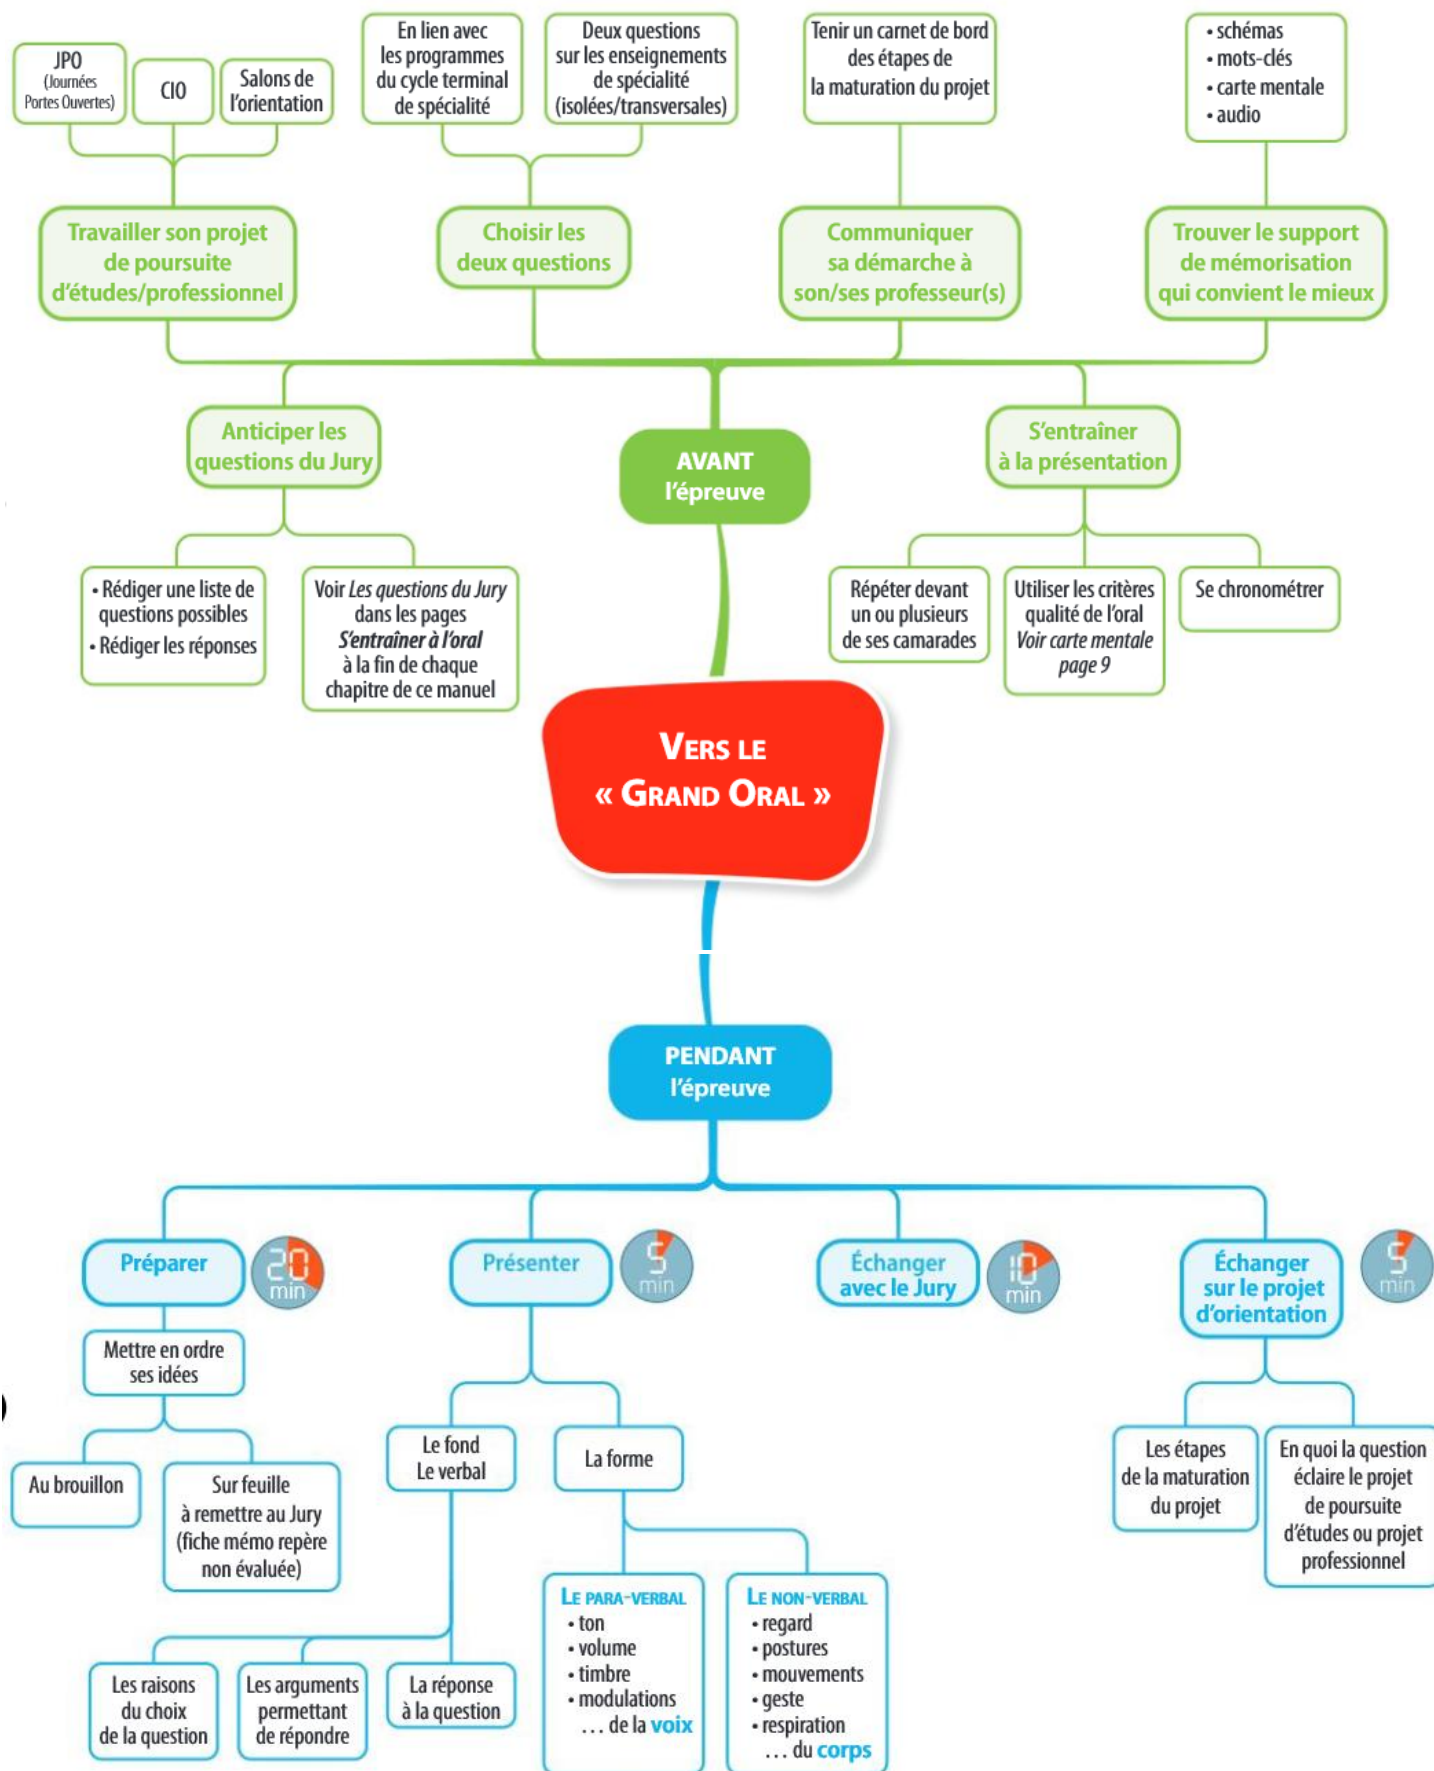 JPO
(Journées
Portes Ouvertes)
CIO
Salons de
l'orientation
En lien avec
les programmes
du cycle terminal
de spécialité
Deux questions
sur les enseignements
de spécialité
(isolées/transversales)
Tenir un carnet de bord
des étapes de
la maturation du projet
• schémas
• mots-clés
• carte mentale
• audio
Travailler son projet
de poursuite
d'études/professionnel
Choisir les
deux questions
Communiquer
sa démarche à
son/ses professeur(s)
Trouver le support
de mémorisation
qui convient le mieux
Anticiper les
questions du Jury
AVANT
l'épreuve
S'entraîner
à la présentation
• Rédiger une liste de
questions possibles
• Rédiger les réponses
Voir Les questions du Jury
dans les pages
S'entraîner à l'oral
à la fin de chaque
chapitre de ce manuel
Répéter devant
un ou plusieurs
de ses camarades
Utiliser les critères
qualité de l'oral
Voir carte mentale
page 9
Se chronométrer
VERS LE
« GRAND ORAL »
PENDANT
l'épreuve
Préparer
20
min
Présenter
5
min
Échanger
avec le Jury
10
min
Échanger
sur le projet
d'orientation
5
min
Mettre en ordre
ses idées
Au brouillon
Sur feuille
à remettre au Jury
(fiche mémo repère
non évaluée)
Le fond
Le verbal
La forme
Les étapes
de la maturation
du projet
En quoi la question
éclaire le projet
de poursuite
d'études ou projet
professionnel
Les raisons
du choix
de la question
Les arguments
permettant
de répondre
La réponse
à la question
LE PARA-VERBAL
• ton
• volume
• timbre
• modulations
… de la voix
LE NON-VERBAL
• regard
• postures
• mouvements
• geste
• respiration
… du corps